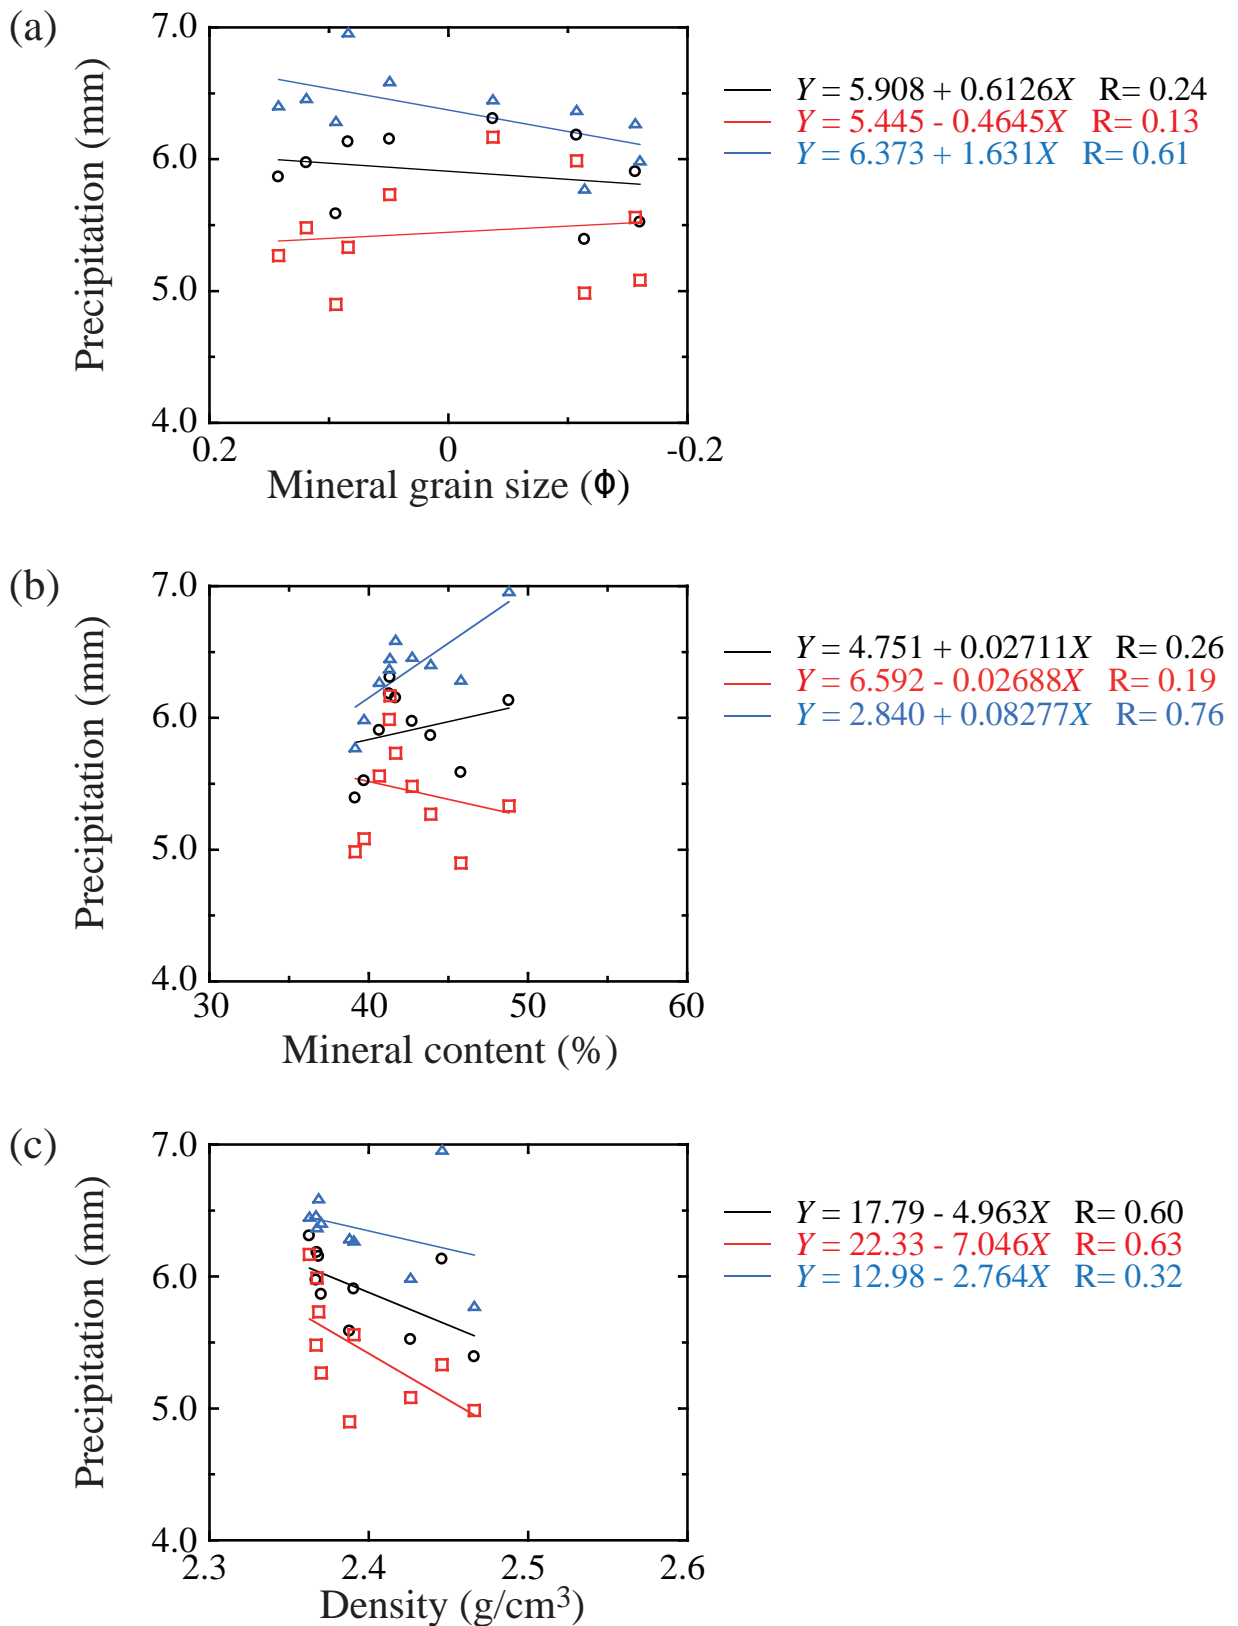 (a)
Precipitation (mm)
7.0
6.0
5.0
4.0
0.2
0
-0.2
Mineral grain size (Φ)
Y = 5.908 + 0.6126X R= 0.24
Y = 5.445 - 0.4645X R= 0.13
Y = 6.373 + 1.631X R= 0.61
(b)
Precipitation (mm)
7.0
6.0
5.0
4.0
30
40
50
60
Mineral content (%)
Y = 4.751 + 0.02711X R= 0.26
Y = 6.592 - 0.02688X R= 0.19
Y = 2.840 + 0.08277X R= 0.76
(c)
Precipitation (mm)
7.0
6.0
5.0
4.0
2.3
2.4
2.5
2.6
Density (g/cm³)
Y = 17.79 - 4.963X R= 0.60
Y = 22.33 - 7.046X R= 0.63
Y = 12.98 - 2.764X R= 0.32